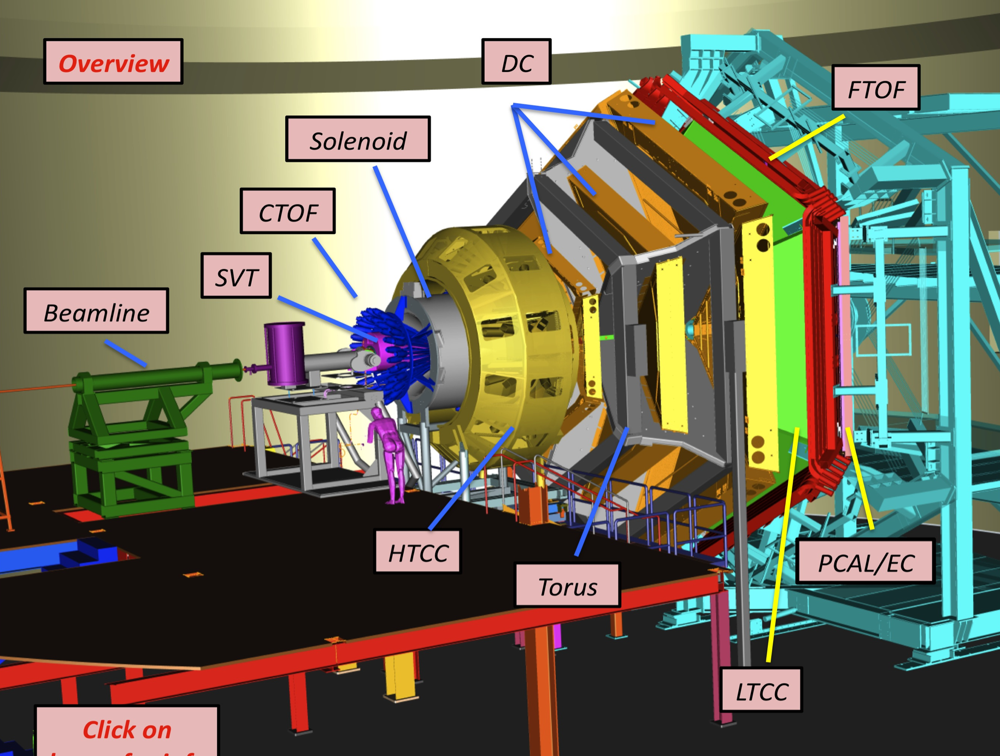 Overview
DC
FTOF
Solenoid
CTOF
SVT
Beamline
HTCC
Torus
PCAL/EC
LTCC
Click on